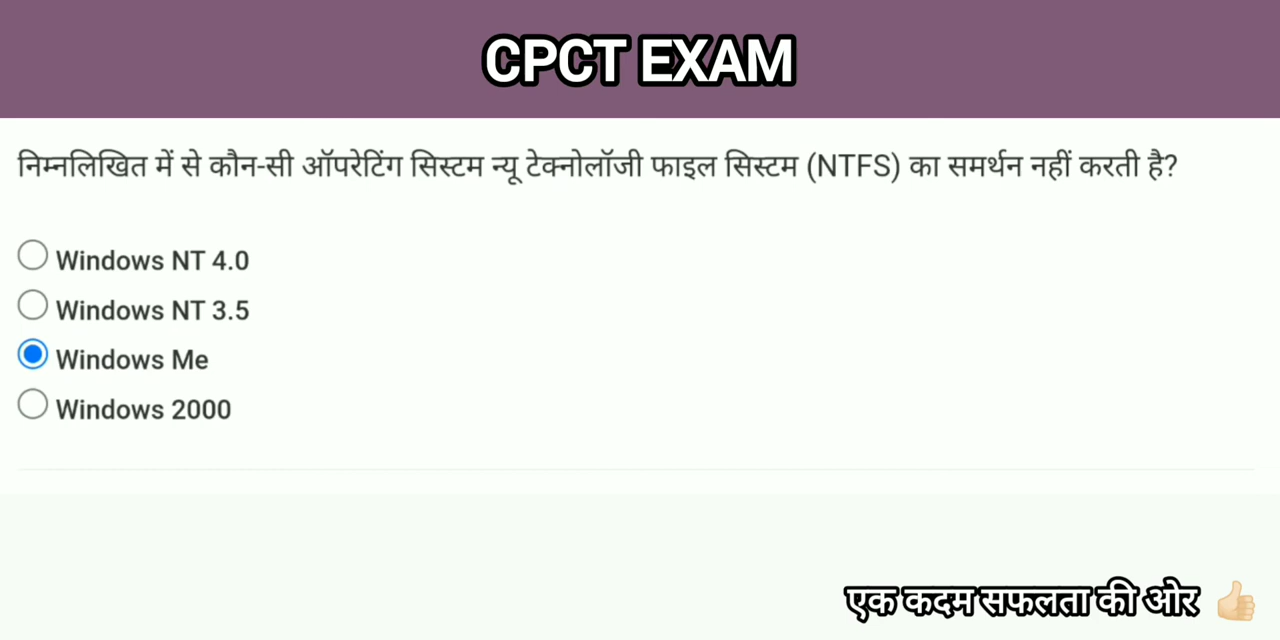 CPCT EXAM
निम्नलिखित में से कौन-सी ऑपरेटिंग सिस्टम न्यू टेक्नोलॉजी फाइल सिस्टम (NTFS) का समर्थन नहीं करती है?
Windows NT 4.0
Windows NT 3.5
Windows Me
Windows 2000
एक कदम सफलता की ओर